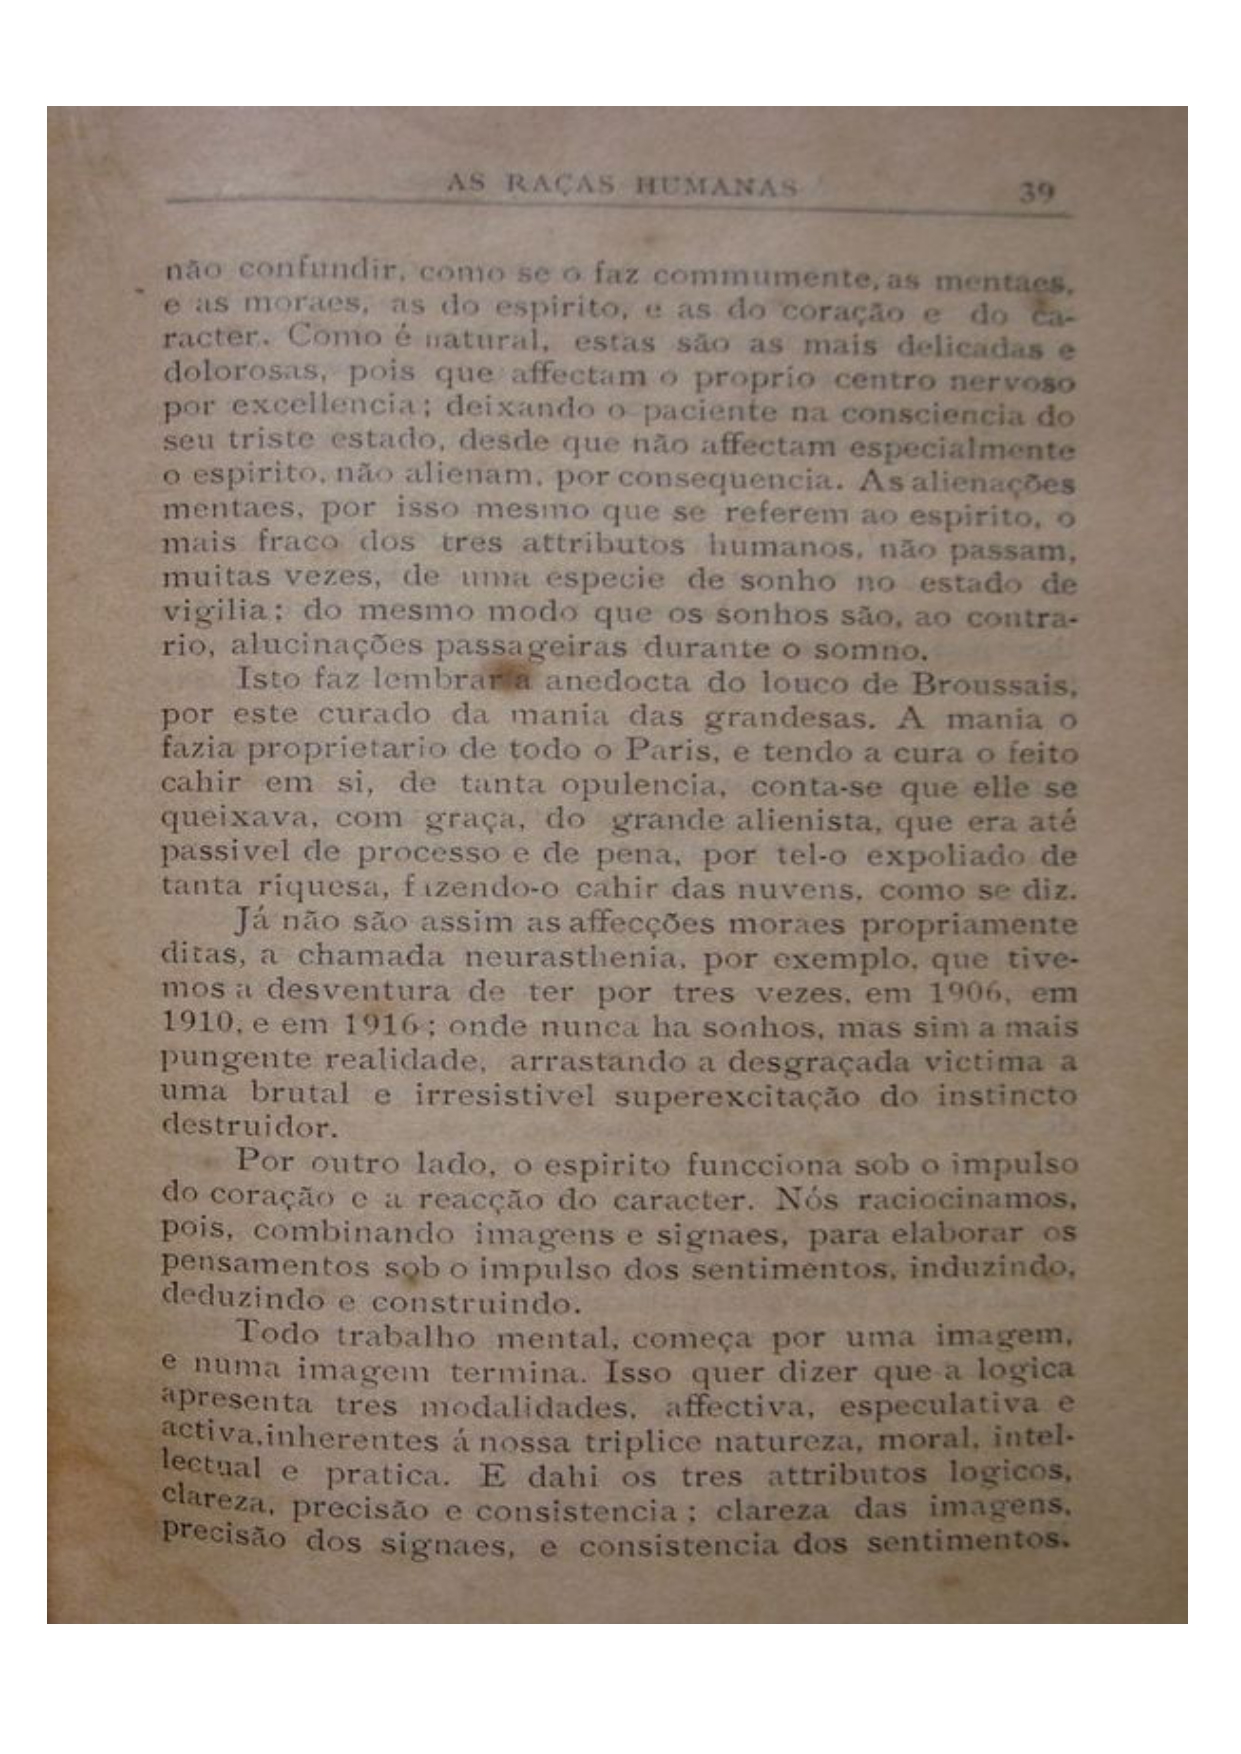 AS RAÇAS HUMANAS 39
não confundir, como se o faz commumente, as mentaes,
e as moraes, as do espirito, e as do coração e do ca-
racter. Como é natural, estas são as mais delicadas e
dolorosas, pois que affectam o proprio centro nervoso
por excellencia; deixando o paciente na consciencia do
seu triste estado, desde que não affectam especialmente
o espirito, não alienam, por consequencia. As alienações
mentaes, por isso mesmo que se referem ao espirito, o
mais fraco dos tres attributos humanos, não passam,
muitas vezes, de uma especie de sonho no estado de
vigilia; do mesmo modo que os sonhos são, ao contra-
rio, alucinações passageiras durante o somno.
Isto faz lembrar a anedocta do louco de Broussais,
por este curado da mania das grandesas. A mania o
fazia proprietario de todo o Paris, e tendo a cura o feito
cahir em si, de tanta opulencia, conta-se que elle se
queixava, com graça, do grande alienista, que era até
passivel de processo e de pena, por tel-o expoliado de
tanta riquesa, fazendo-o cahir das nuvens, como se diz.
Já não são assim as affecções moraes propriamente
ditas, a chamada neurasthenia, por exemplo, que tive-
mos a desventura de ter por tres vezes, em 1906, em
1910, e em 1916; onde nunca ha sonhos, mas sim a mais
pungente realidade, arrastando a desgraçada victima a
uma brutal e irresistivel superexcitação do instincto
destruidor.
Por outro lado, o espirito funcciona sob o impulso
do coração e a reacção do caracter. Nós raciocinamos,
pois, combinando imagens e signaes, para elaborar os
pensamentos sob o impulso dos sentimentos, induzindo,
deduzindo e construindo.
Todo trabalho mental, começa por uma imagem,
e numa imagem termina. Isso quer dizer que a logica
apresenta tres modalidades, affectiva, especulativa e
activa, inherentes á nossa triplice natureza, moral, intel-
lectual e pratica. E dahi os tres attributos logicos,
clareza, precisão e consistencia; clareza das imagens,
precisão dos signaes, e consistencia dos sentimentos.